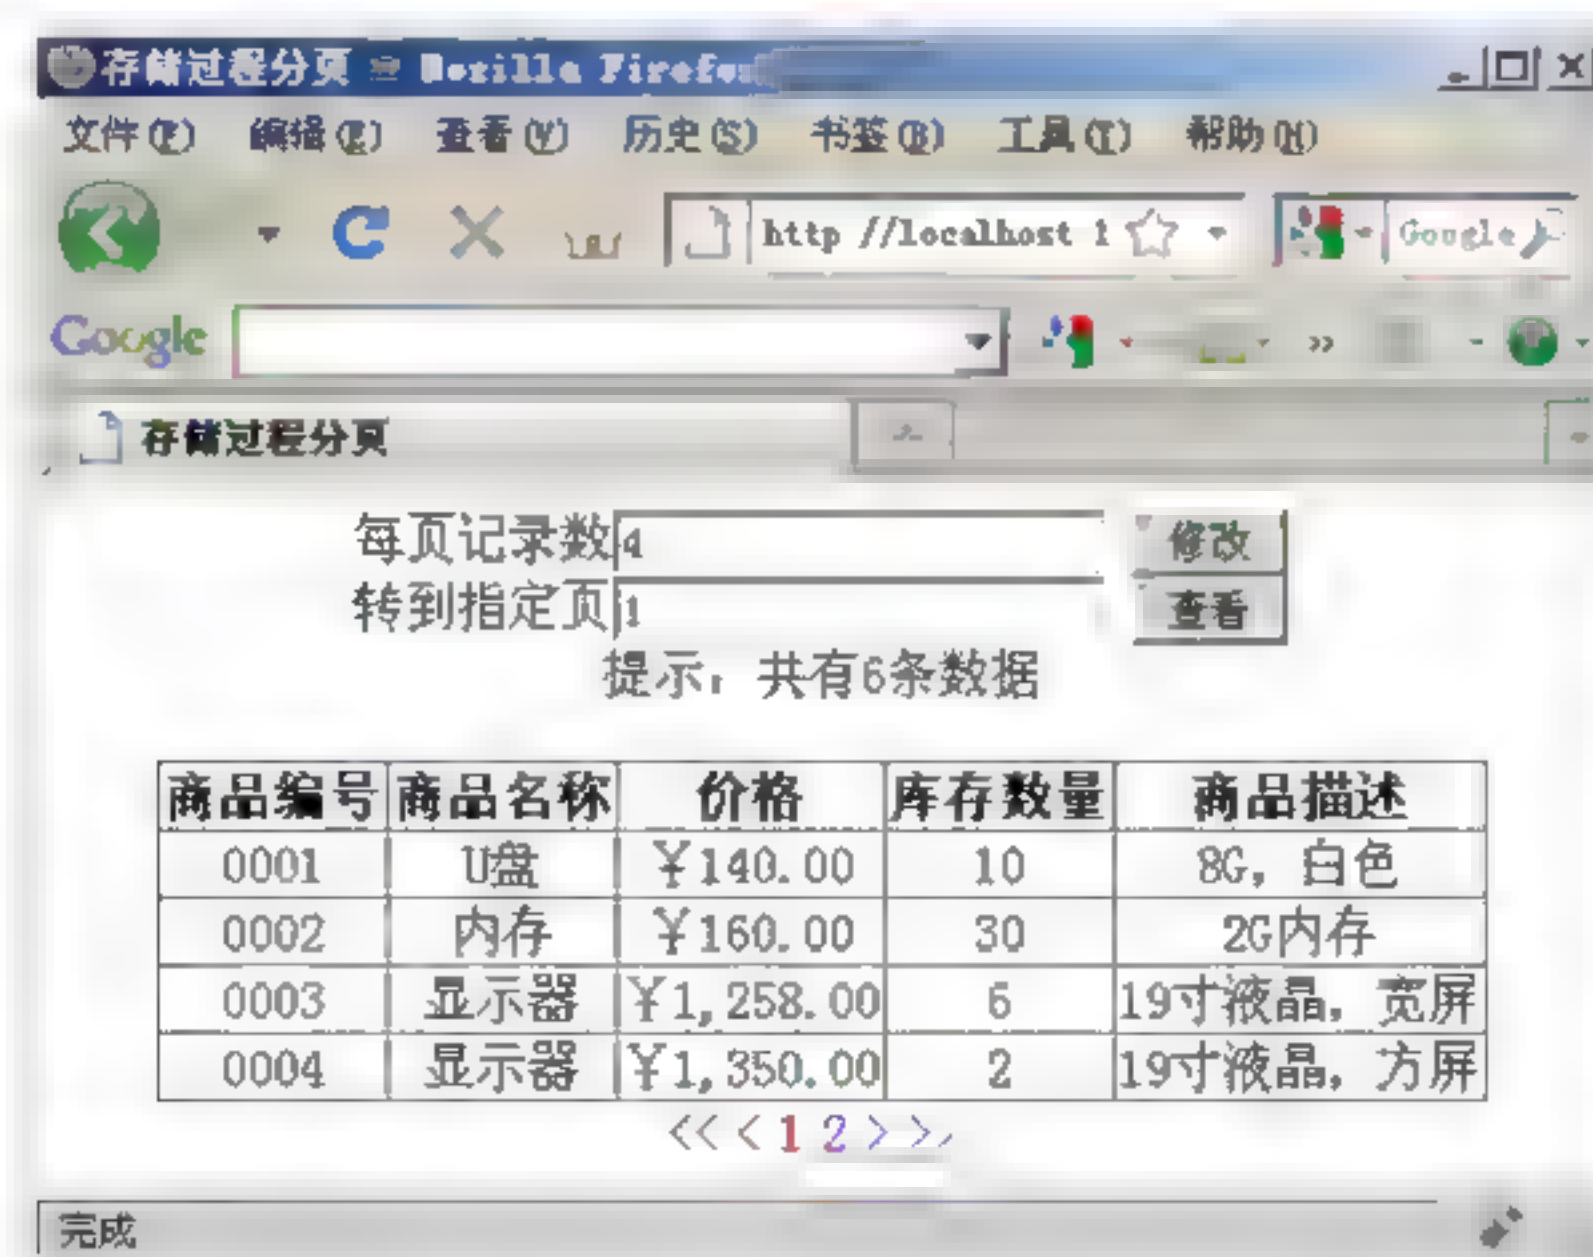 存储过程分页 - Mozilla Firefox
文件(F) 编辑(E) 查看(V) 历史(S) 书签(B) 工具(T) 帮助(H)
http //localhost 1 Google
Google
存储过程分页
每页记录数 4 修改
转到指定页 1 查看
提示：共有6条数据
商品编号 商品名称 价格 库存数量 商品描述
0001 U盘 ￥140.00 10 8G，白色
0002 内存 ￥160.00 30 2G内存
0003 显示器 ￥1,258.00 6 19寸液晶，宽屏
0004 显示器 ￥1,350.00 2 19寸液晶，方屏
<< < 1 2 > >>
完成